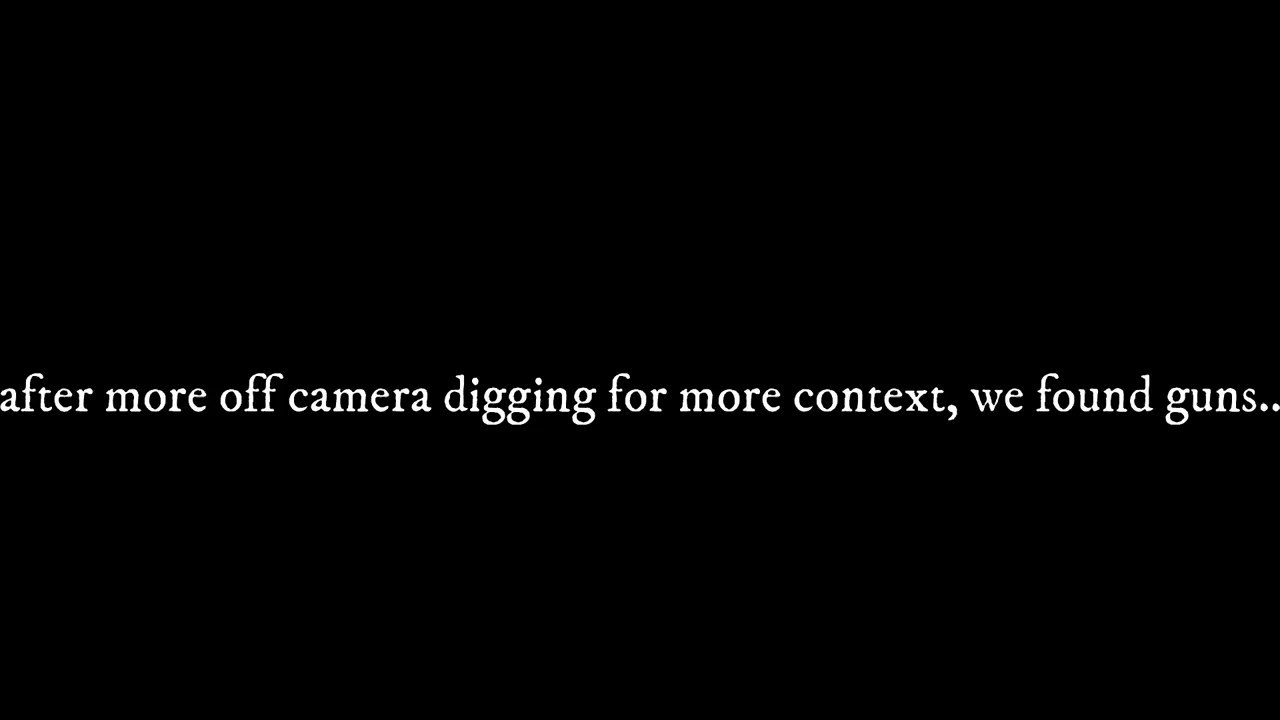 after more off camera digging for more context, we found guns..